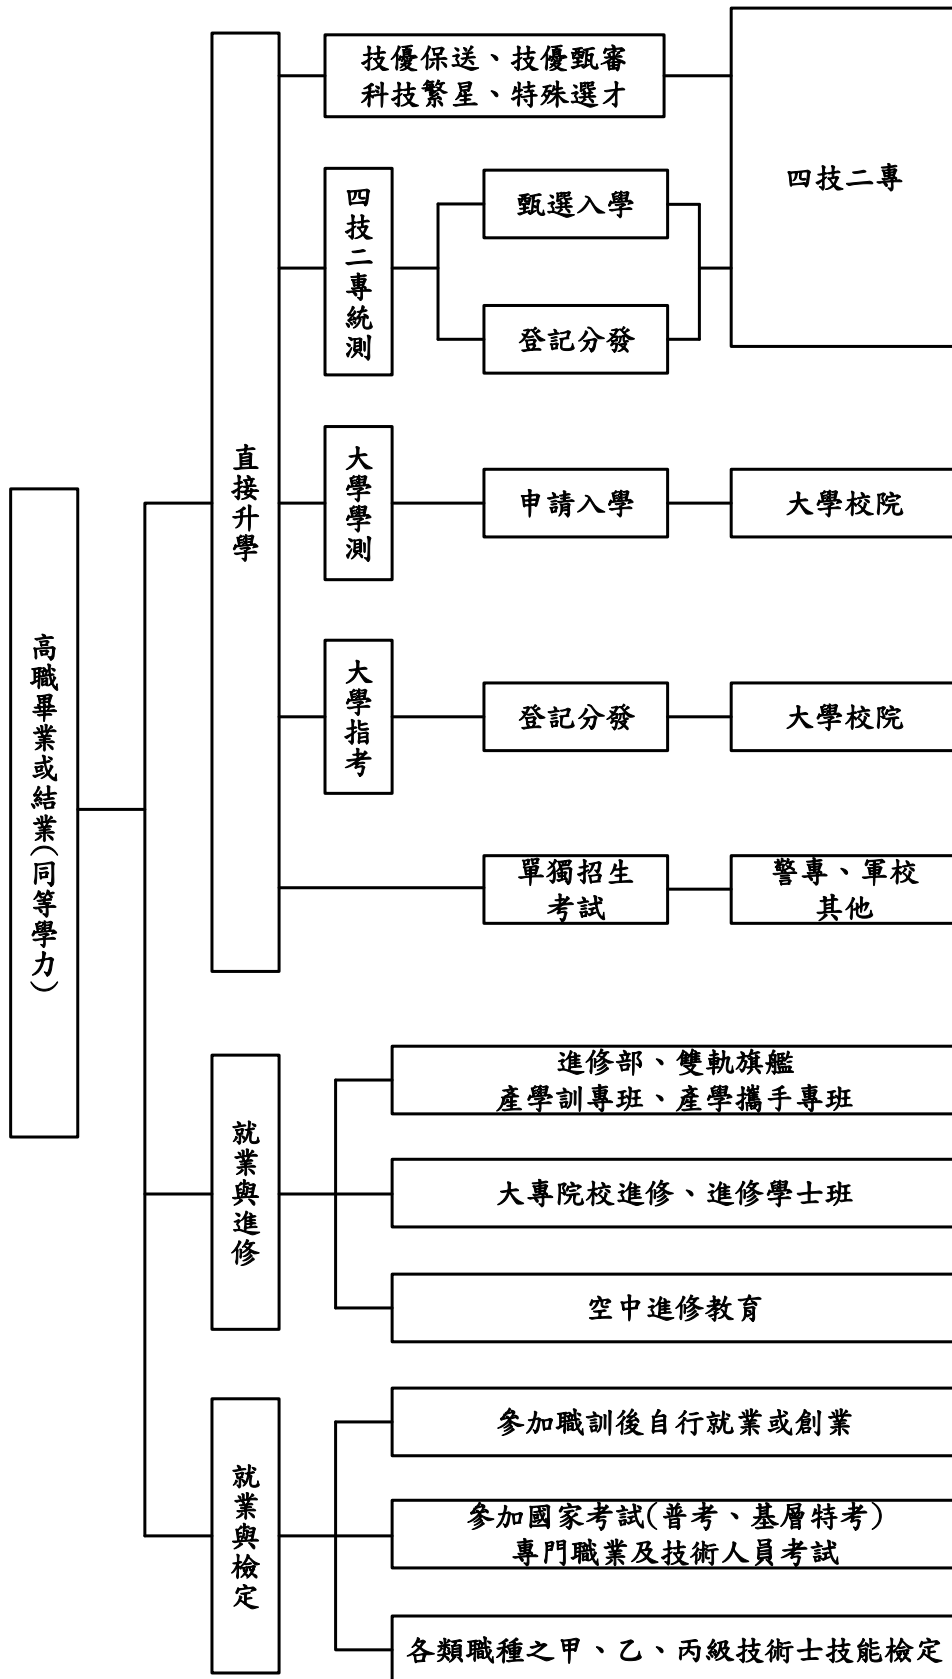 高職畢業或結業(同等學力)
直接升學
技優保送、技優甄審
科技繁星、特殊選才
四技二專
四技二專統測
甄選入學
登記分發
大學學測
申請入學
大學校院
大學指考
登記分發
大學校院
單獨招生
考試
警專、軍校
其他
就業與進修
進修部、雙軌旗艦
產學訓專班、產學攜手專班
大專院校進修、進修學士班
空中進修教育
就業與檢定
參加職訓後自行就業或創業
參加國家考試(普考、基層特考)
專門職業及技術人員考試
各類職種之甲、乙、丙級技術士技能檢定